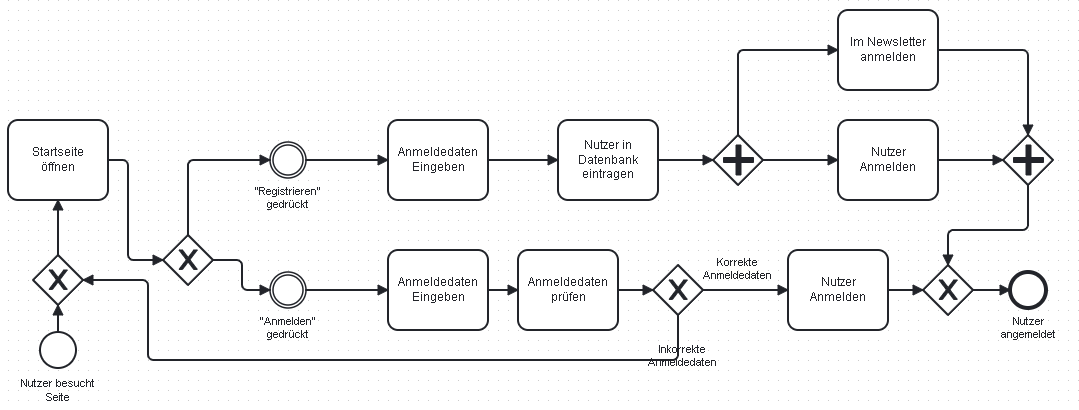 Im Newsletter
anmelden
Startseite
öffnen
Anmeldedaten
Eingeben
Nutzer in
Datenbank
eintragen
Nutzer
Anmelden
"Registrieren"
gedrückt
Anmeldedaten
Eingeben
Anmeldedaten
prüfen
Korrekte
Anmeldedaten
Nutzer
Anmelden
"Anmelden"
gedrückt
Nutzer
angemeldet
Inkorrekte
Anmeldedaten
Nutzer besucht
Seite